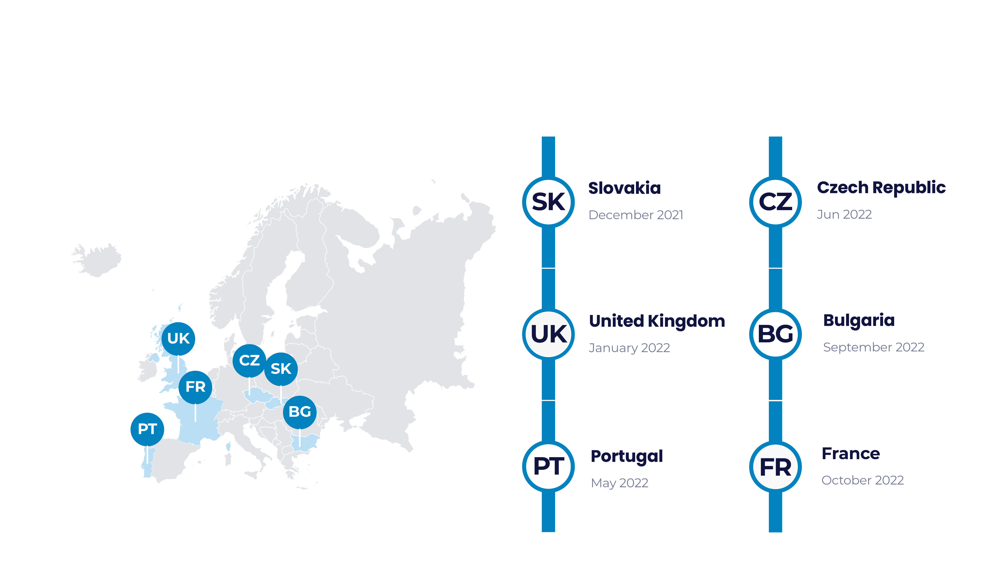 UK
CZ
SK
FR
BG
PT
SK
Slovakia
December 2021
UK
United Kingdom
January 2022
PT
Portugal
May 2022
CZ
Czech Republic
Jun 2022
BG
Bulgaria
September 2022
FR
France
October 2022